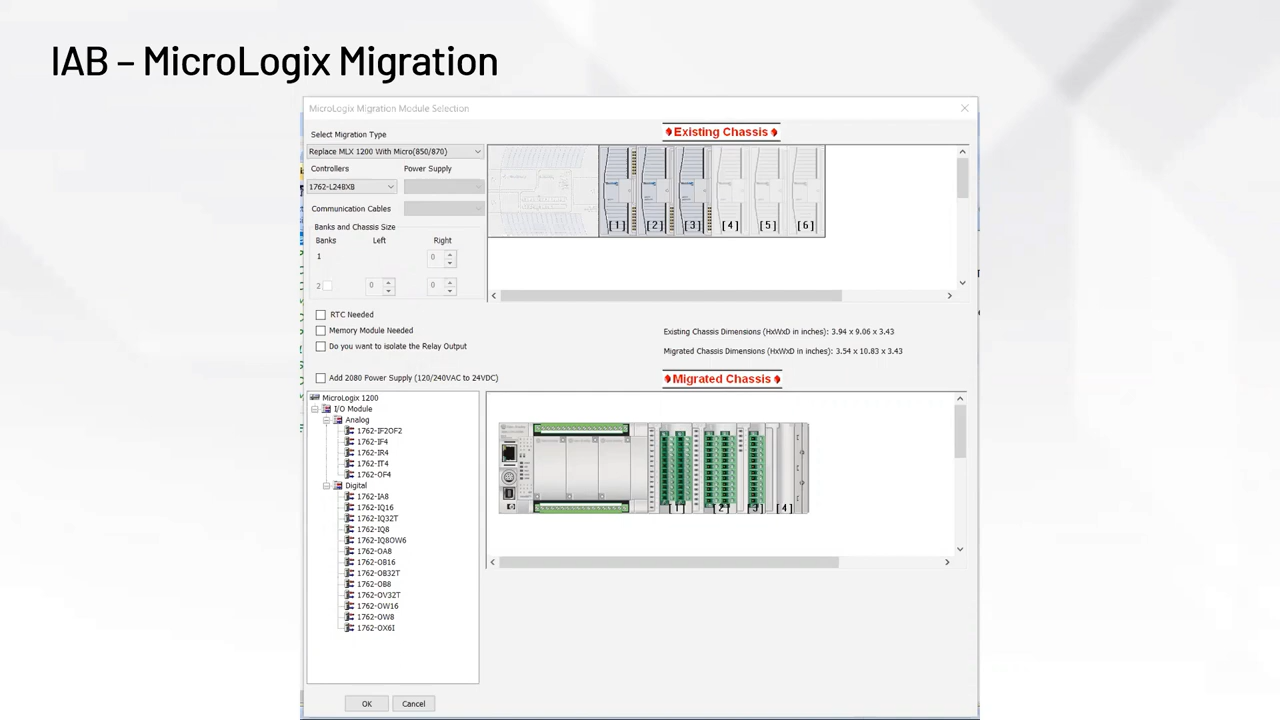 IAB – MicroLogix Migration
MicroLogix Migration Module Selection
Select Migration Type
Replace MLX 1200 With Micro(850/870)
Controllers
Power Supply
1762-L24BXB
Communication Cables
Banks and Chassis Size
Banks
Left
Right
1
0
2
0
0
Existing Chassis
[1]
[2]
[3]
[4]
[5]
[6]
RTC Needed
Memory Module Needed
Do you want to isolate the Relay Output
Existing Chassis Dimensions (HxWxD in inches): 3.94 x 9.06 x 3.43
Migrated Chassis Dimensions (HxWxD in inches): 3.54 x 10.83 x 3.43
Add 2080 Power Supply (120/240VAC to 24VDC)
Migrated Chassis
MicroLogix 1200
I/O Module
Analog
1762-IF2OF2
1762-IF4
1762-IR4
1762-IT4
1762-OF4
Digital
1762-IA8
1762-IQ16
1762-IQ32T
1762-IQ8
1762-IQ8OW6
1762-OA8
1762-OB16
1762-OB32T
1762-OB8
1762-OV32T
1762-OW16
1762-OW8
1762-OX6I
[1]
[2]
[3]
[4]
OK
Cancel